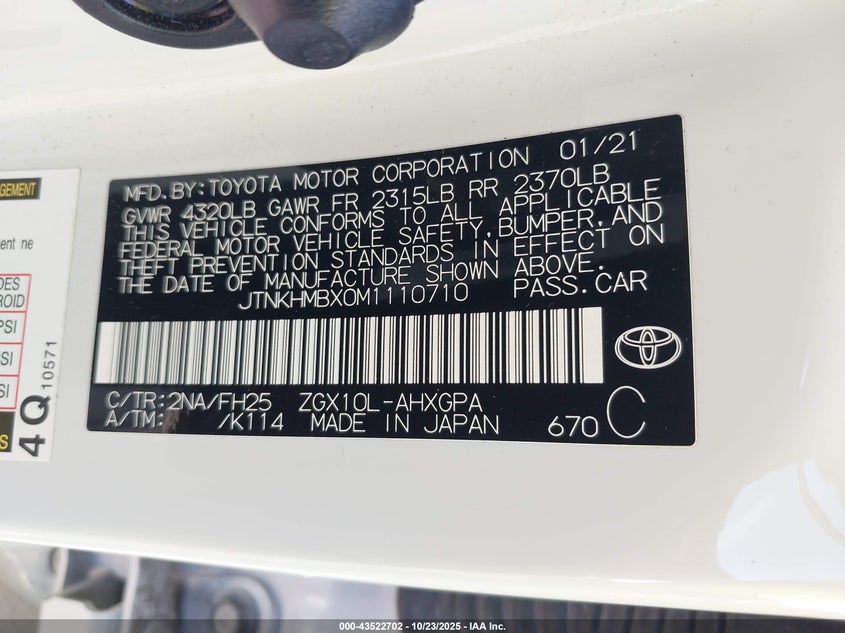 MFD.BY:TOYOTA MOTOR CORPORATION 01/21
GVWR 4320LB GAWR FR 2315LB RR 2370LB
THIS VEHICLE CONFORMS TO ALL APPLICABLE
FEDERAL MOTOR VEHICLE SAFETY,BUMPER,AND
THEFT PREVENTION STANDARDS IN EFFECT ON
THE DATE OF MANUFACTURE SHOWN ABOVE.
JTNKHMBX0M1110710 PASS.CAR
C/TR:2NA/FH25 ZGX10L-AHXGPA
A/TM: /K114 MADE IN JAPAN 670 C
4Q 10571
PSI
PSI
PSI
000-43522702 - 10/23/2025 - IAA Inc.